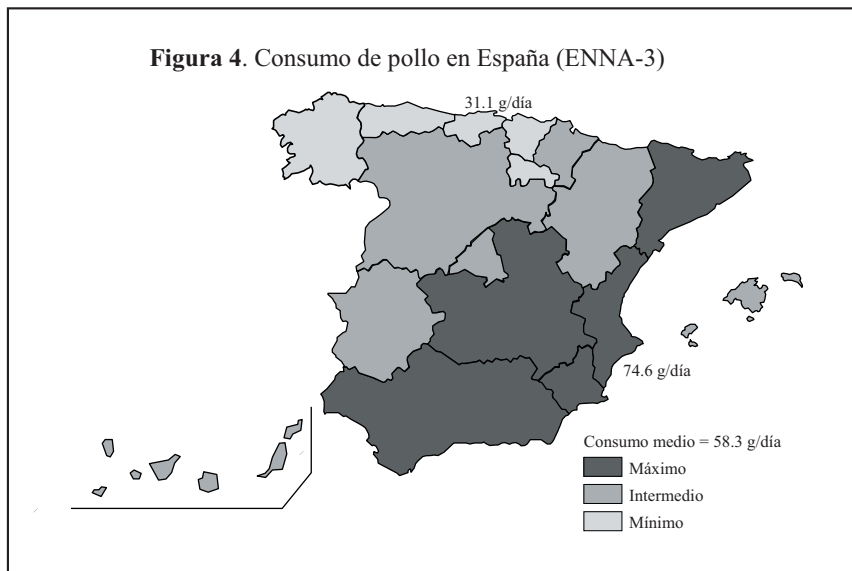 Figura 4. Consumo de pollo en España (ENNA-3)
31.1 g/día
74.6 g/día
Consumo medio = 58.3 g/día
Máximo
Intermedio
Mínimo